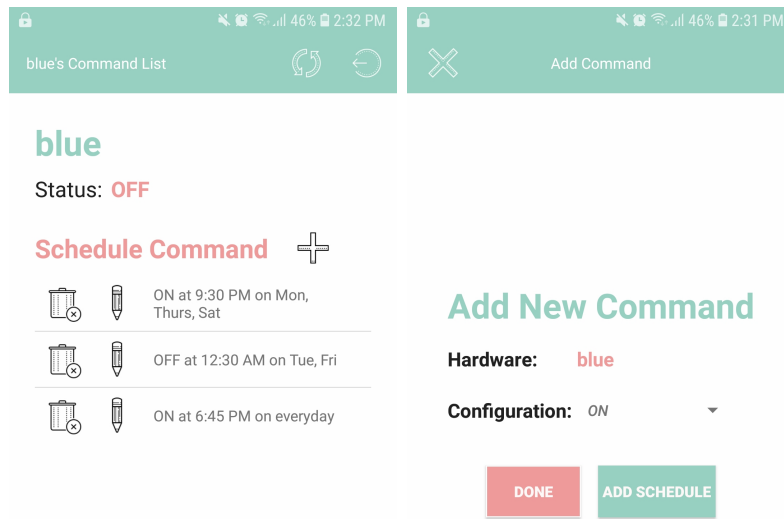 46% 2:32 PM
blue's Command List
blue
Status: OFF
Schedule Command
ON at 9:30 PM on Mon,
Thurs, Sat
OFF at 12:30 AM on Tue, Fri
ON at 6:45 PM on everyday
46% 2:31 PM
Add Command
Add New Command
Hardware: blue
Configuration: ON
DONE ADD SCHEDULE